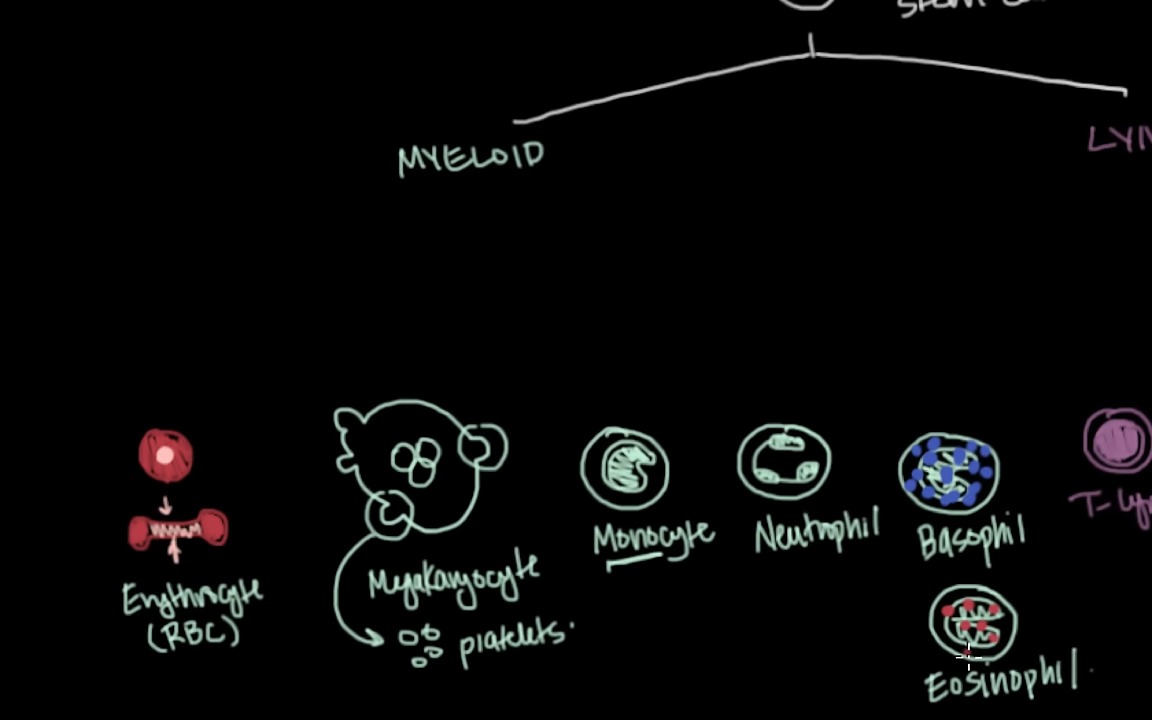 MYELOID
Monocyte
Neutrophil
Basophil
Erythrocyte
(RBC)
Megakaryocyte
platelets.
Eosinophil.